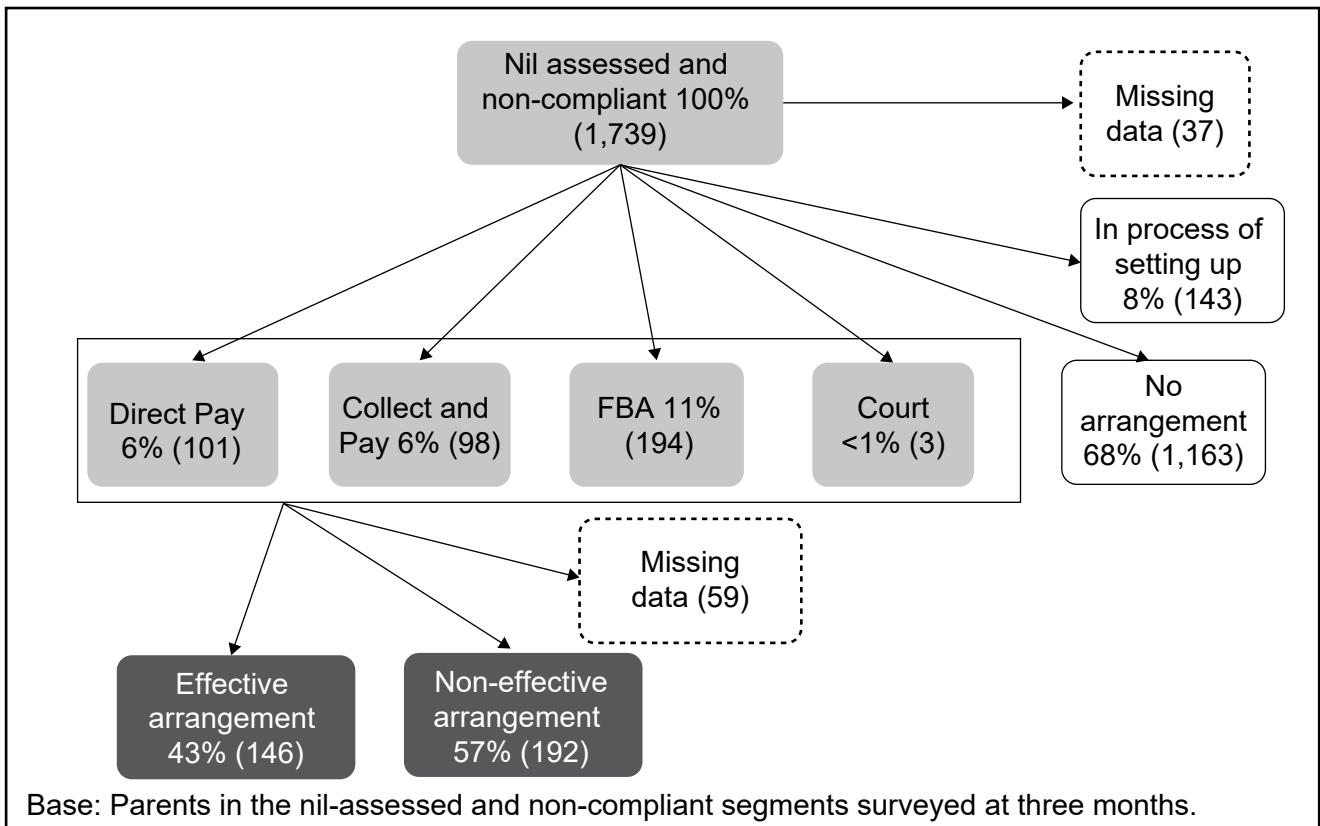 Nil assessed and
non-compliant 100%
(1,739)
Missing
data (37)
In process of
setting up
8% (143)
Direct Pay
6% (101)
Collect and
Pay 6% (98)
FBA 11%
(194)
Court
<1% (3)
No
arrangement
68% (1,163)
Missing
data (59)
Effective
arrangement
43% (146)
Non-effective
arrangement
57% (192)
Base: Parents in the nil-assessed and non-compliant segments surveyed at three months.